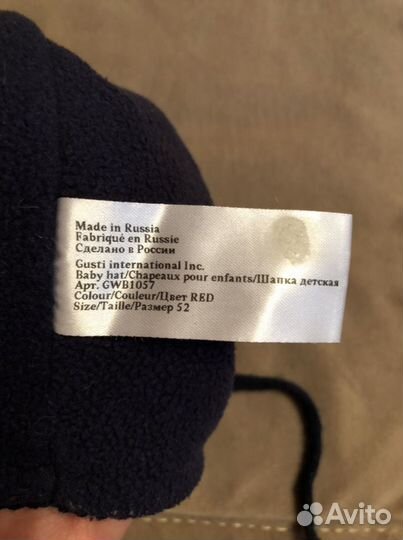 Made in Russia
Fabriqué en Russie
Сделано в России
Gusti international Inc.
Baby hat/Chapeaux pour enfants/Шапка детская
Арт. GWB1057
Colour/Couleur/Цвет RED
Size/Taille/Размер 52
Avito